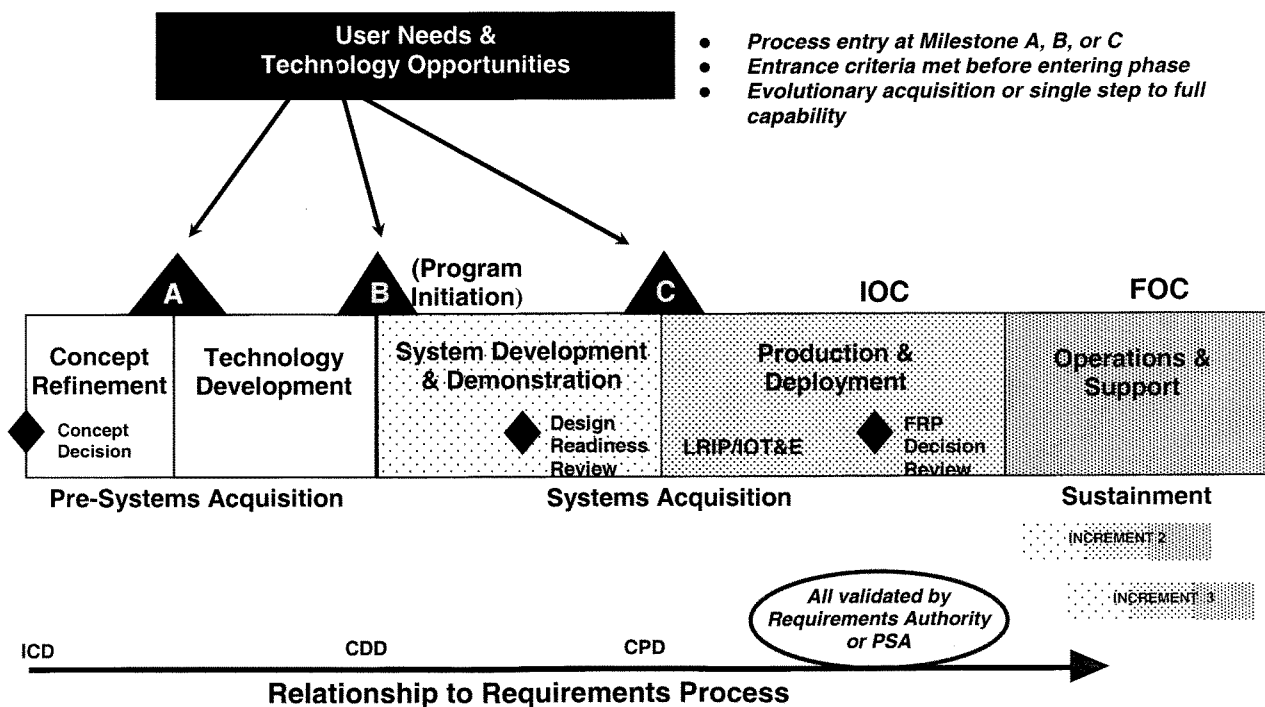 User Needs &
Technology Opportunities
● Process entry at Milestone A, B, or C
● Entrance criteria met before entering phase
● Evolutionary acquisition or single step to full
capability
A
B
(Program
Initiation)
C
IOC
FOC
Concept
Refinement
Technology
Development
System Development
& Demonstration
Production &
Deployment
Operations &
Support
Concept
Decision
Design
Readiness
Review
LRIP/IOT&E
FRP
Decision
Review
Pre-Systems Acquisition
Systems Acquisition
Sustainment
INCREMENT 2
INCREMENT 3
All validated by
Requirements Authority
or PSA
ICD
CDD
CPD
Relationship to Requirements Process